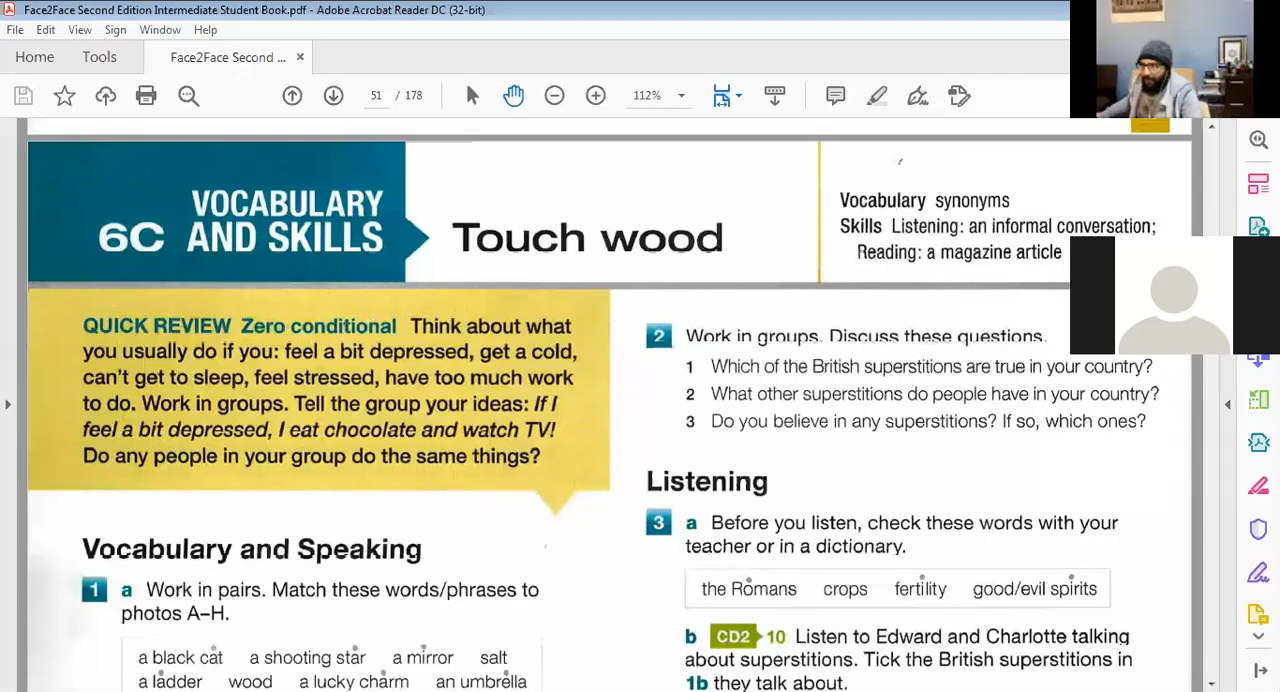 Face2Face Second Edition Intermediate Student Book.pdf - Adobe Acrobat Reader DC (32-bit)
File Edit View Sign Window Help
Home Tools Face2Face Second ... ×
51 / 178 112%
6C VOCABULARY AND SKILLS
Touch wood
Vocabulary synonyms
Skills Listening: an informal conversation;
Reading: a magazine article
QUICK REVIEW Zero conditional Think about what
you usually do if you: feel a bit depressed, get a cold,
can't get to sleep, feel stressed, have too much work
to do. Work in groups. Tell the group your ideas: If I
feel a bit depressed, I eat chocolate and watch TV!
Do any people in your group do the same things?
Vocabulary and Speaking
1 a Work in pairs. Match these words/phrases to
photos A–H.
a black cat a shooting star a mirror salt
a ladder wood a lucky charm an umbrella
2 Work in groups. Discuss these questions.
1 Which of the British superstitions are true in your country?
2 What other superstitions do people have in your country?
3 Do you believe in any superstitions? If so, which ones?
Listening
3 a Before you listen, check these words with your
teacher or in a dictionary.
the Romans crops fertility good/evil spirits
b CD2 10 Listen to Edward and Charlotte talking
about superstitions. Tick the British superstitions in
1b they talk about.